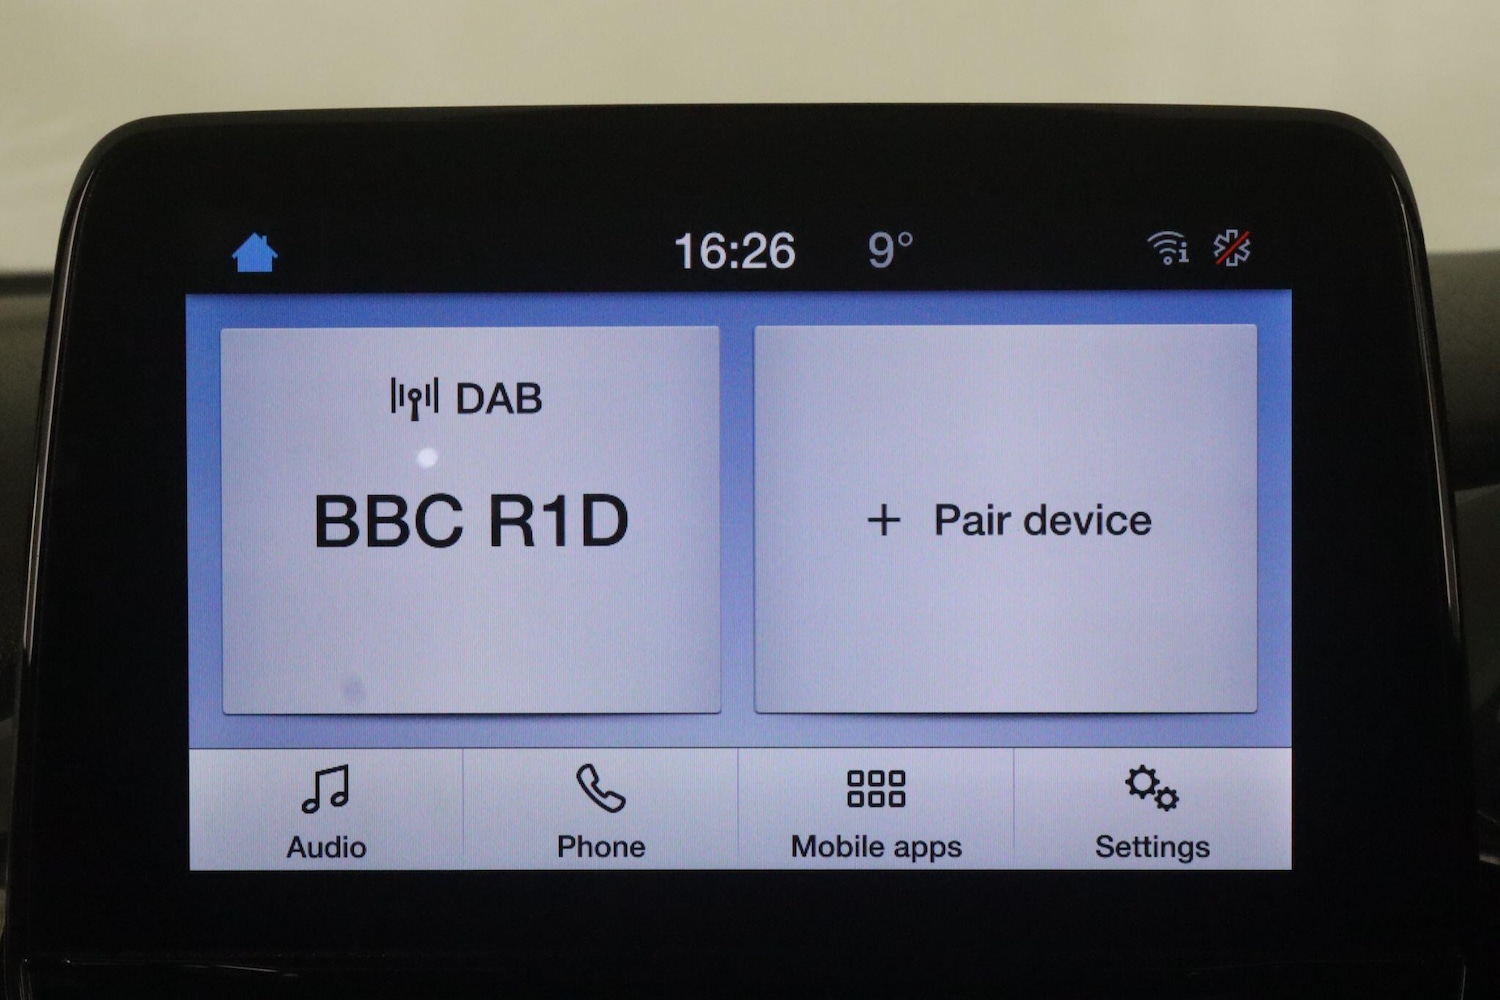 16:26 9°
DAB
BBC R1D
+ Pair device
Audio Phone Mobile apps Settings